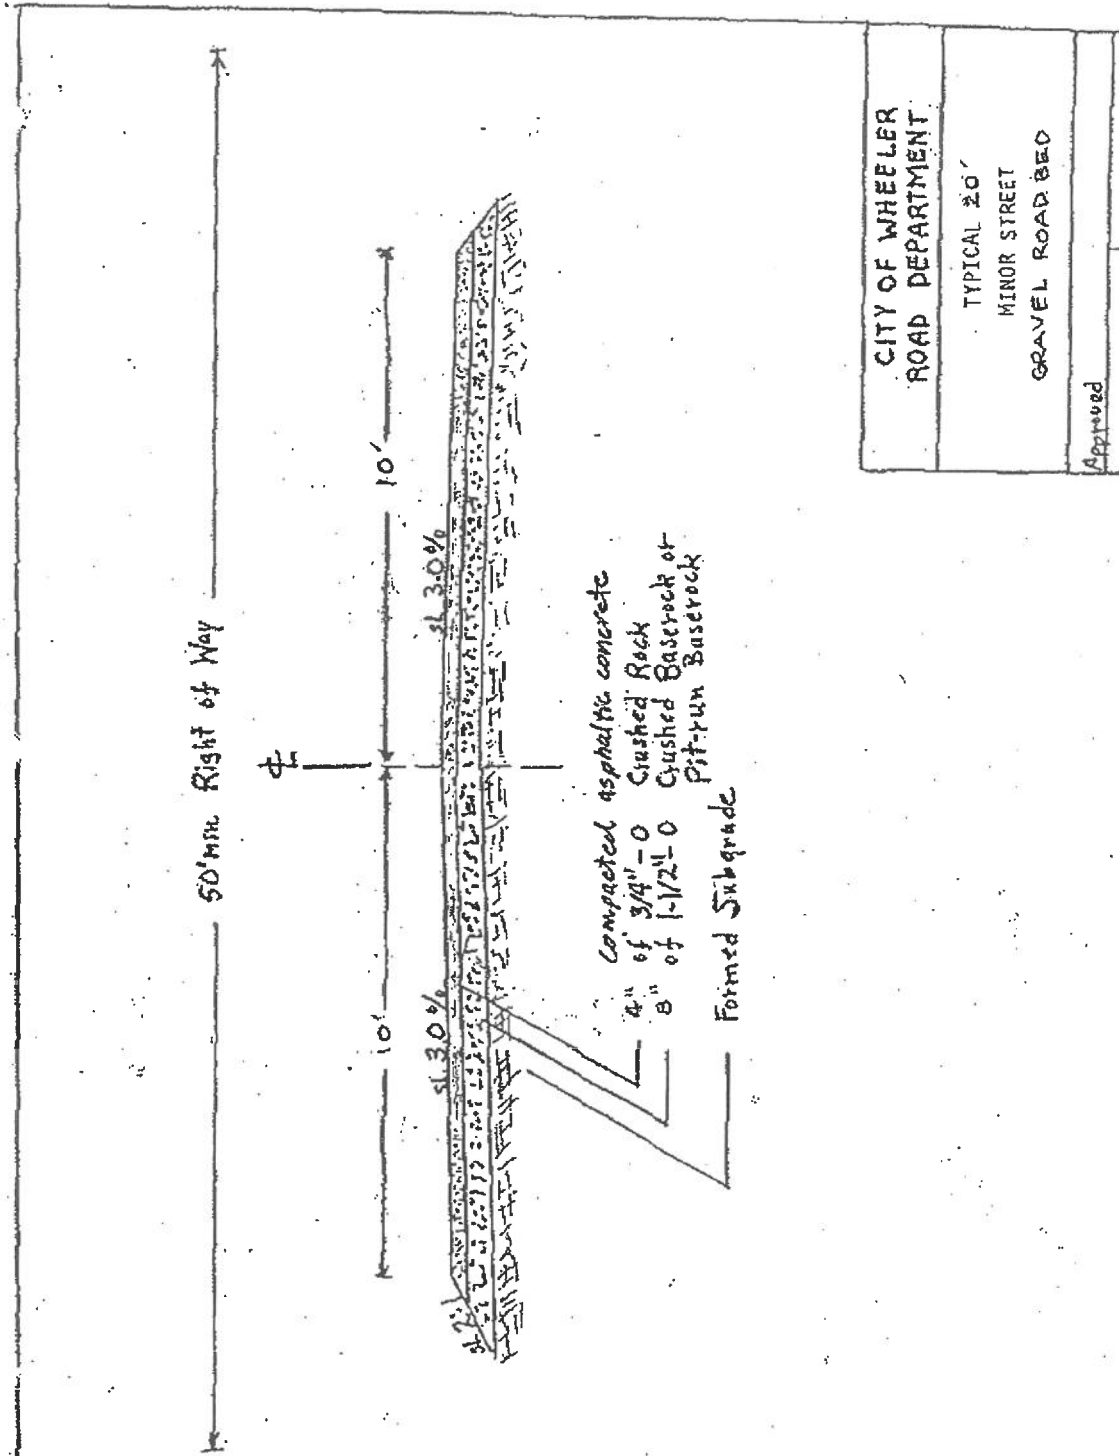 50' min Right of Way
℄
10'
10'
sl 3.0%
sl 3.0%
compacted asphaltic concrete
4" of 3/4"-0 Crushed Rock
8" of 1-1/2"-0 Crushed Baserock or
Pit-run Baserock
Formed Subgrade
CITY OF WHEELER
ROAD DEPARTMENT
TYPICAL 20'
MINOR STREET
GRAVEL ROAD BED
Approved